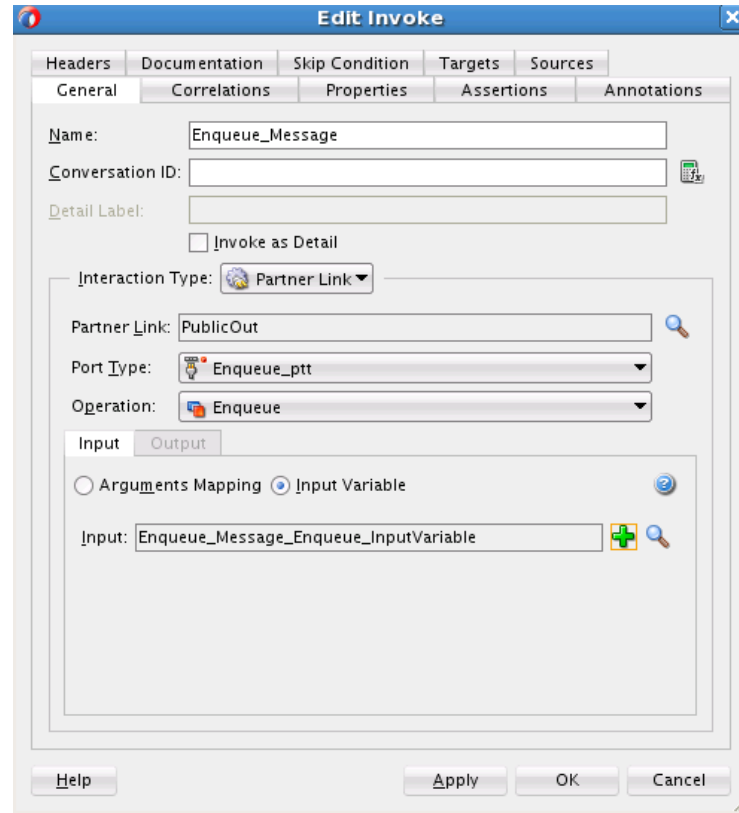 Edit Invoke
Headers Documentation Skip Condition Targets Sources
General Correlations Properties Assertions Annotations
Name: Enqueue_Message
Conversation ID:
Detail Label:
Invoke as Detail
Interaction Type: Partner Link
Partner Link: PublicOut
Port Type: Enqueue_ptt
Operation: Enqueue
Input Output
Arguments Mapping Input Variable
Input: Enqueue_Message_Enqueue_InputVariable
Help Apply OK Cancel